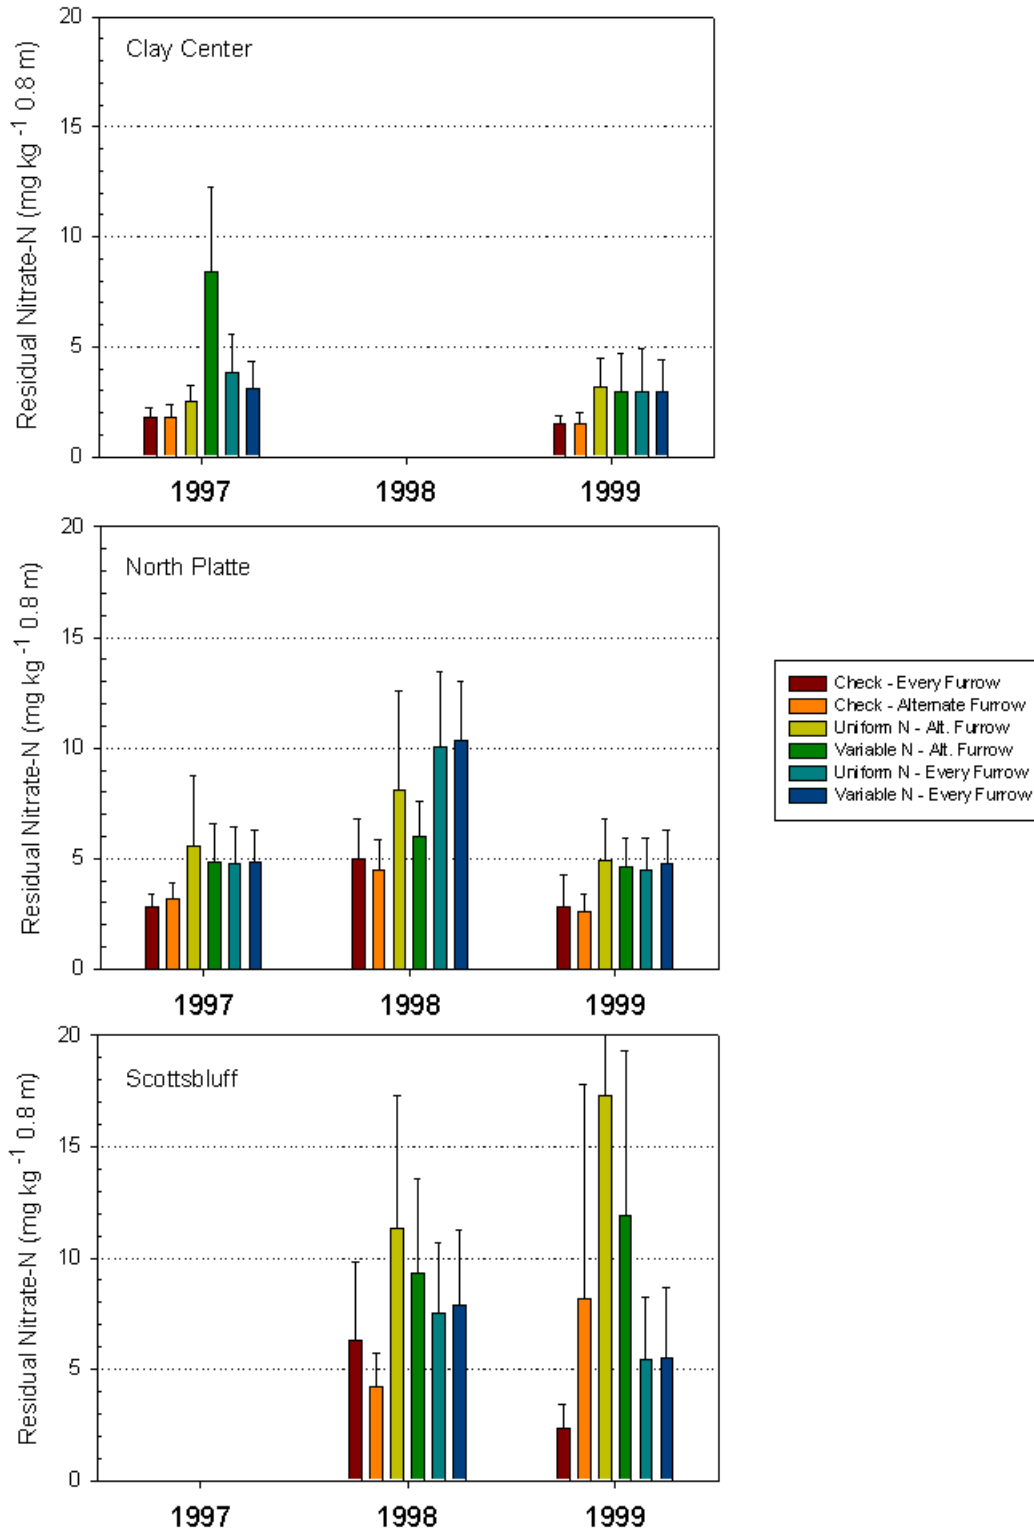 Clay Center
Residual Nitrate-N (mg kg -1 0.8 m)
20
15
10
5
0
1997 1998 1999
North Platte
Residual Nitrate-N (mg kg -1 0.8 m)
20
15
10
5
0
1997 1998 1999
Check - Every Furrow
Check - Alternate Furrow
Uniform N - Alt. Furrow
Variable N - Alt. Furrow
Uniform N - Every Furrow
Variable N - Every Furrow
Scottsbluff
Residual Nitrate-N (mg kg -1 0.8 m)
20
15
10
5
0
1997 1998 1999